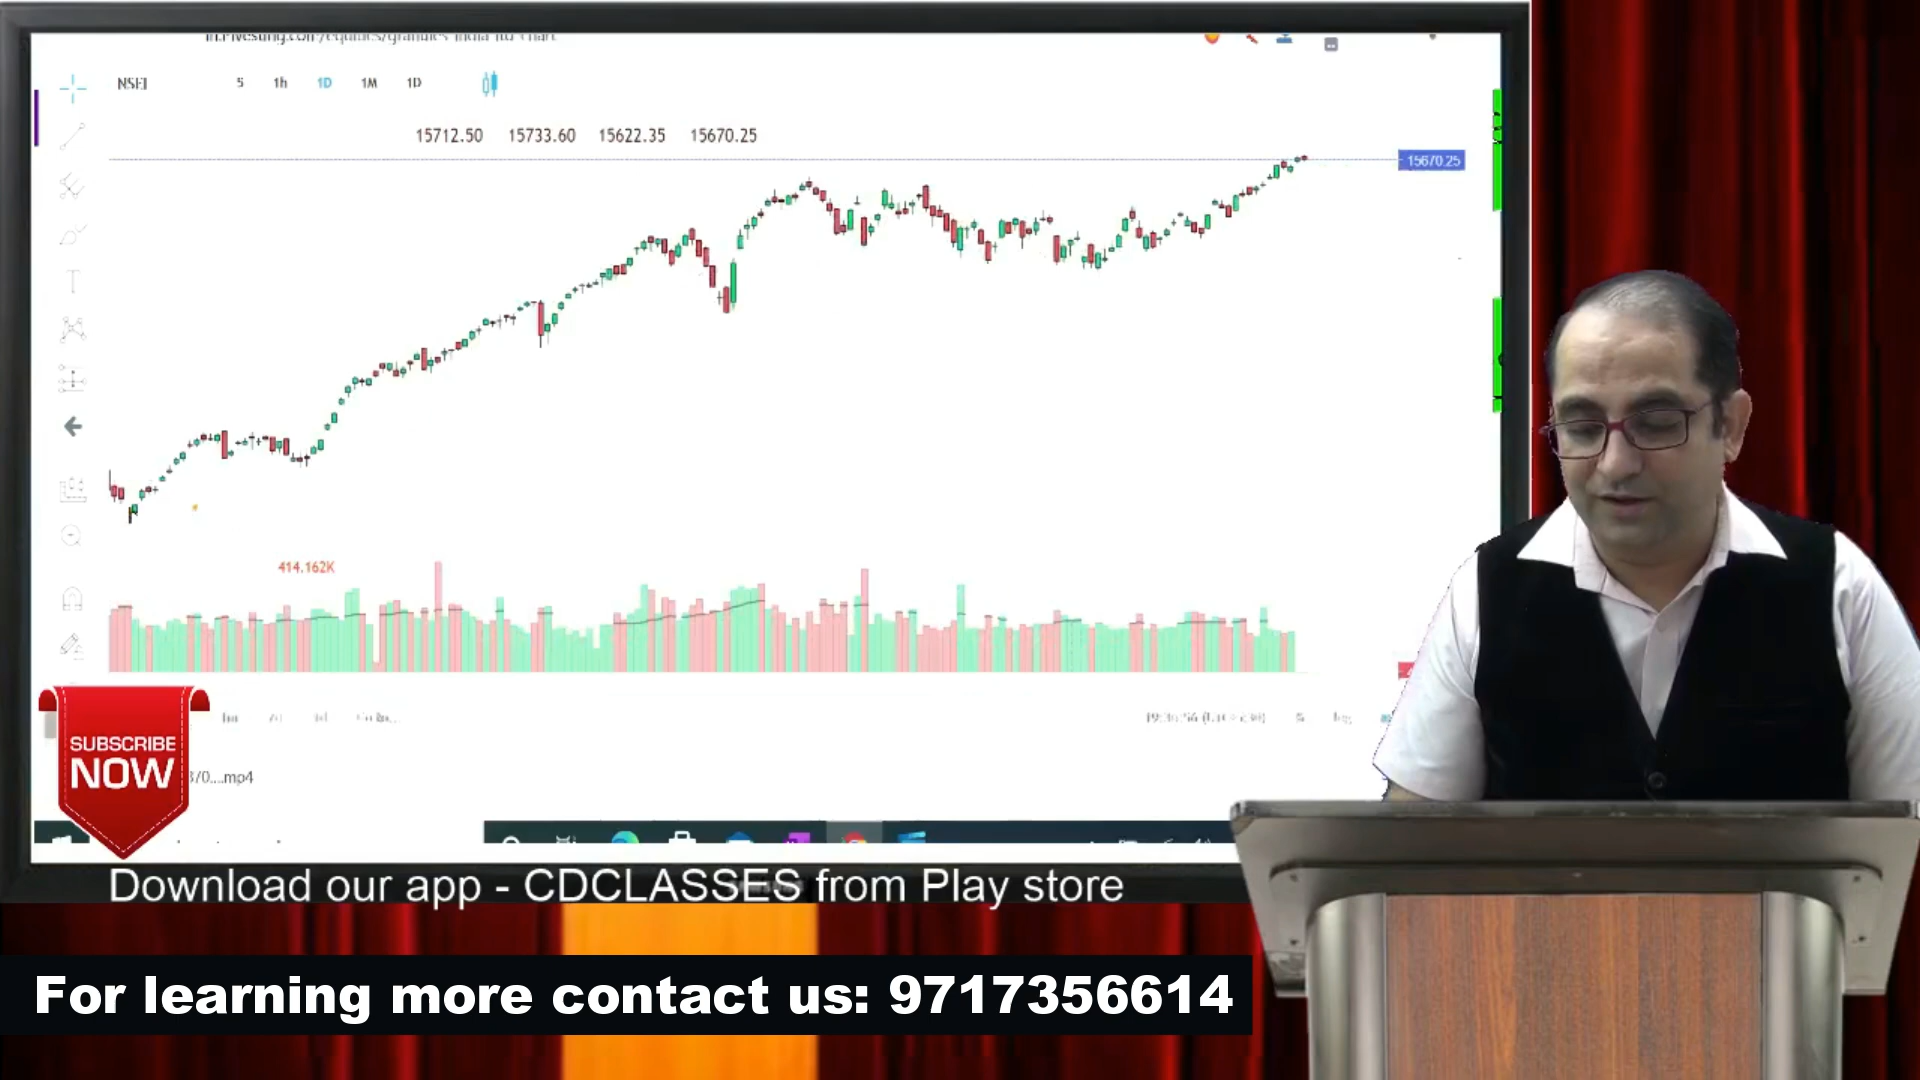 NSEI 5 1h 1D 1M 1D
15712.50 15733.60 15622.35 15670.25
15670.25
414.162K
SUBSCRIBE
NOW
....mp4
Download our app - CDCLASSES from Play store
For learning more contact us: 9717356614